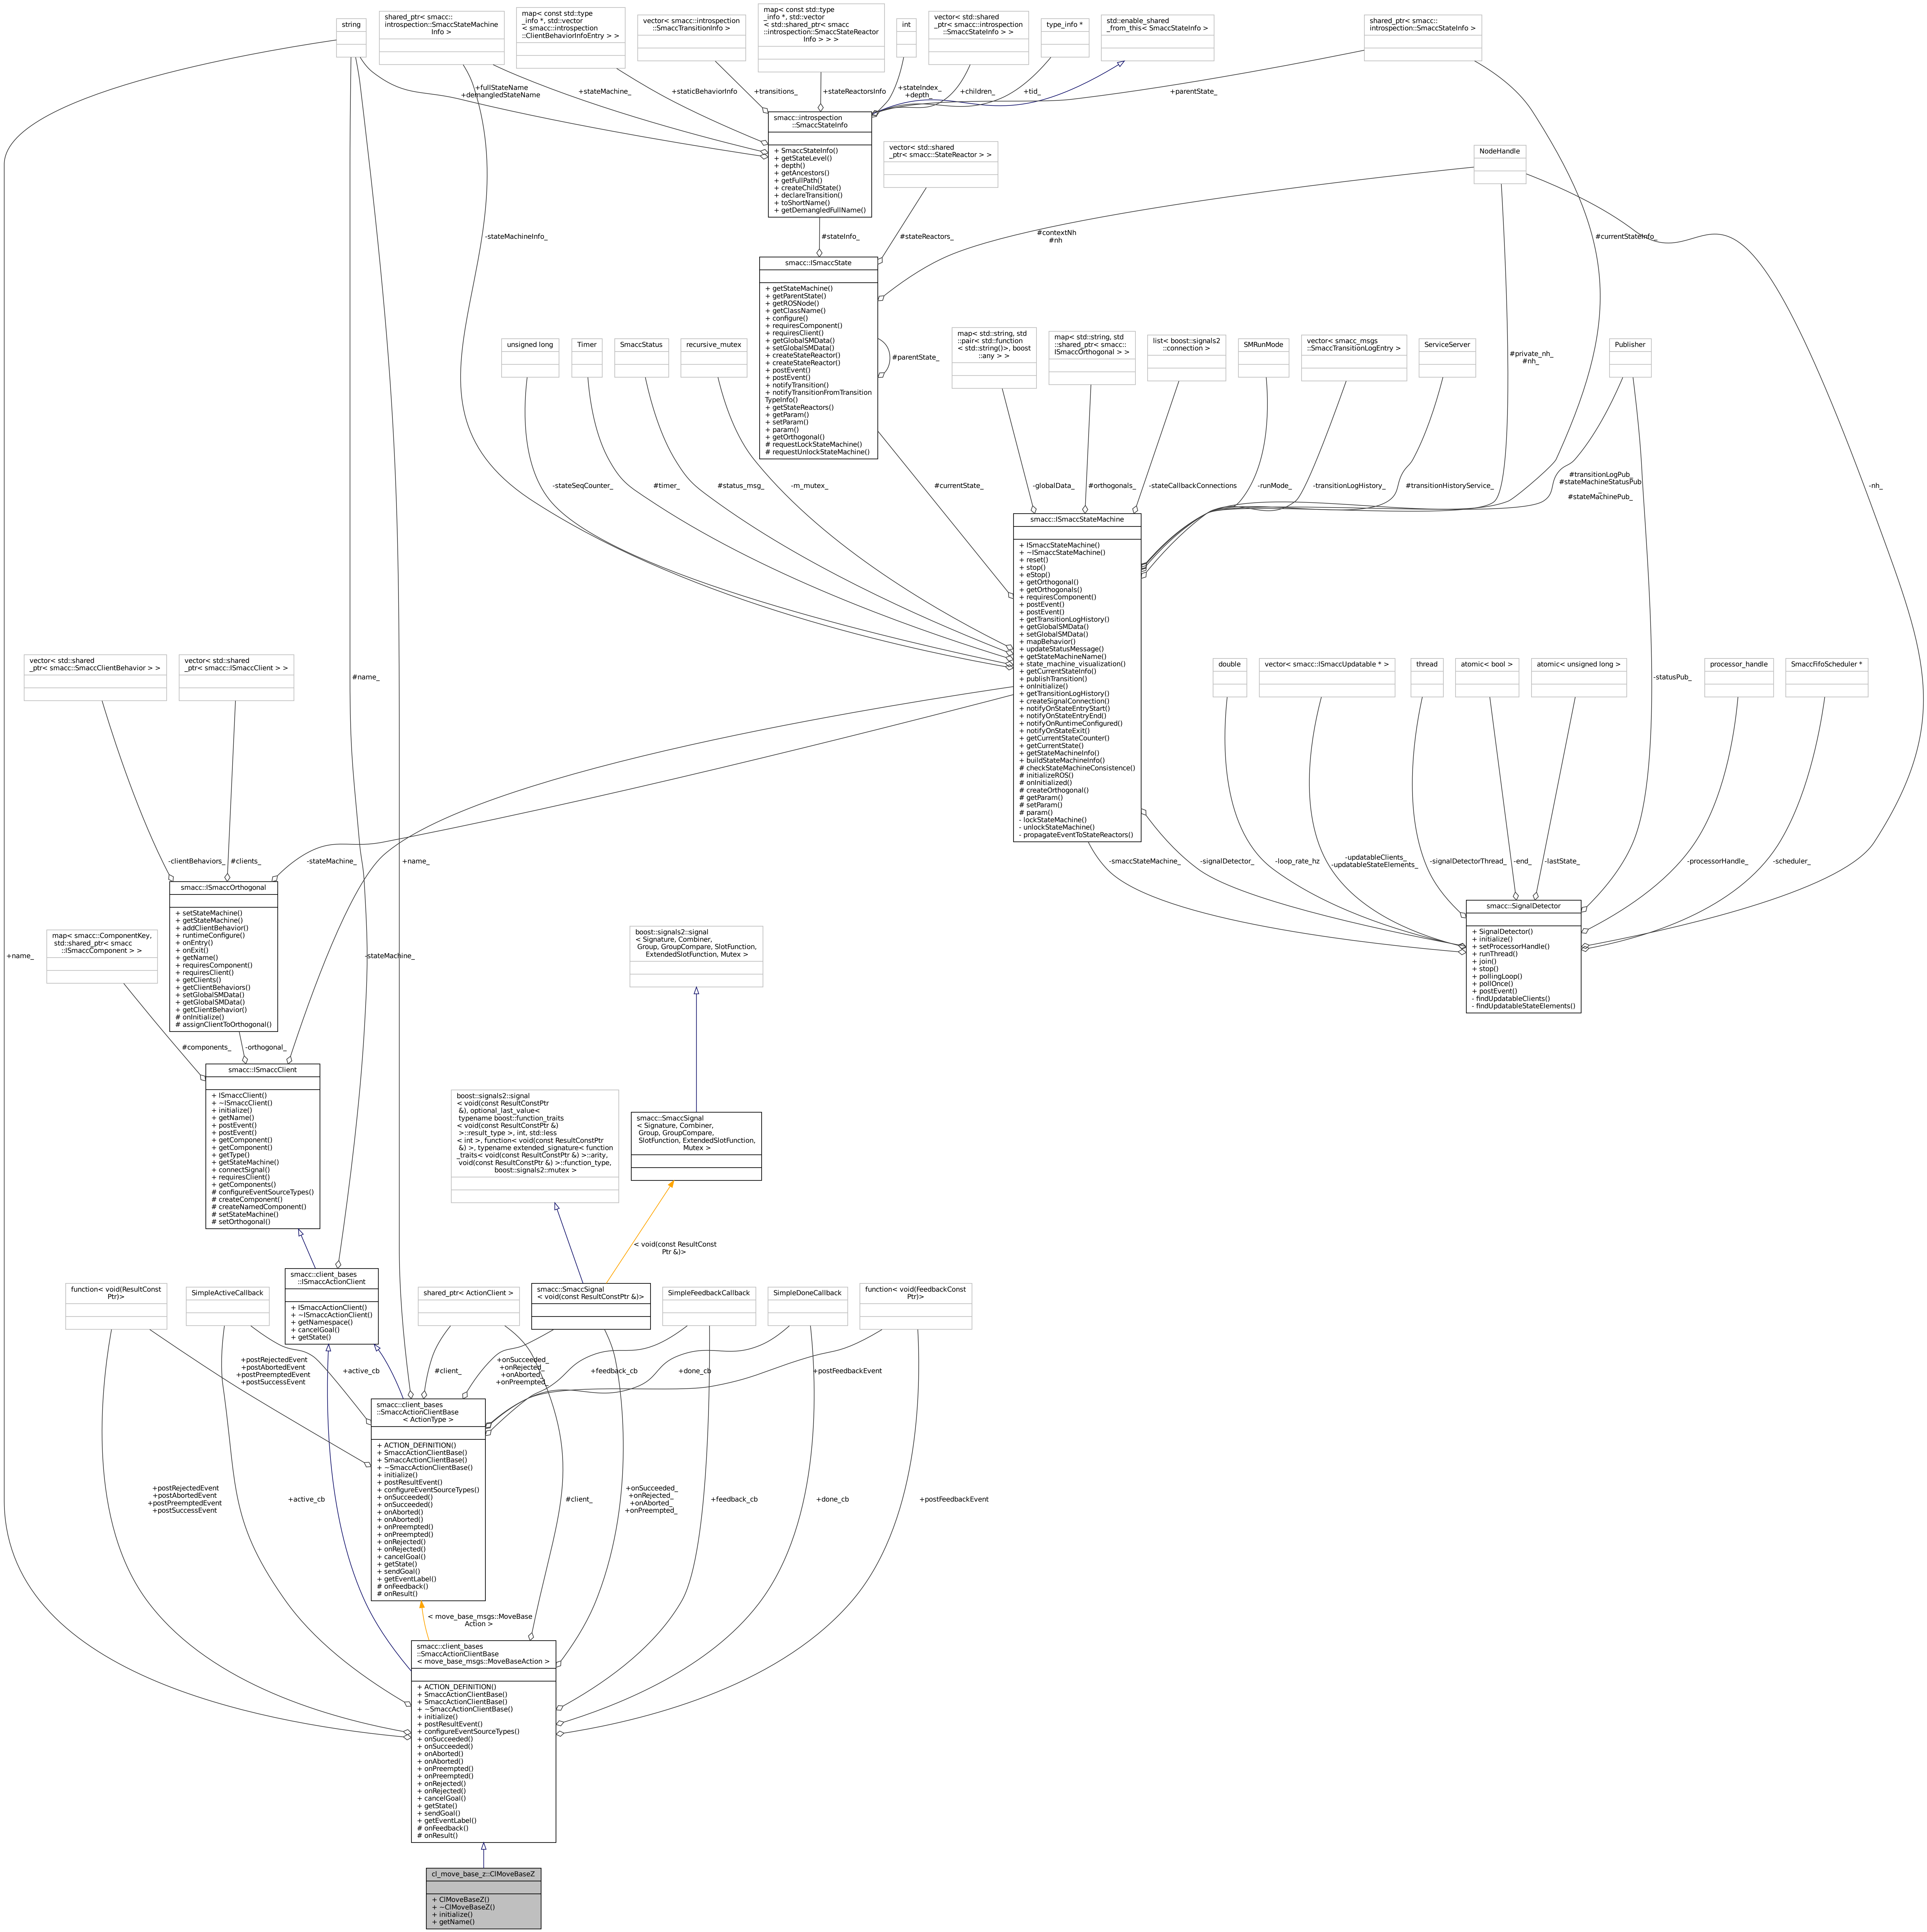 string
shared_ptr< smacc::
introspection::SmaccStateMachine
Info >
map< const std::type
_info *, std::vector
< smacc::introspection
::ClientBehaviorInfoEntry > >
vector< smacc::introspection
::SmaccTransitionInfo >
map< const std::type
_info *, std::vector
< std::shared_ptr< smacc
::introspection::SmaccStateReactor
Info > > >
int
vector< std::shared
_ptr< smacc::introspection
::SmaccStateInfo > >
type_info *
std::enable_shared
_from_this< SmaccStateInfo >
shared_ptr< smacc::
introspection::SmaccStateInfo >
+fullStateName
+demangledStateName
+stateMachine_
+staticBehaviorInfo
+transitions_
+stateReactorsInfo
+stateIndex_
+depth_
+children_
+tid_
+parentState_
smacc::introspection
::SmaccStateInfo
+ SmaccStateInfo()
+ getStateLevel()
+ depth()
+ getAncestors()
+ getFullPath()
+ createChildState()
+ declareTransition()
+ toShortName()
+ getDemangledFullName()
vector< std::shared
_ptr< smacc::StateReactor > >
NodeHandle
-stateMachineInfo_
#stateInfo_
#stateReactors_
#contextNh
#nh
#currentStateInfo_
smacc::ISmaccState
+ getStateMachine()
+ getParentState()
+ getROSNode()
+ getClassName()
+ configure()
+ requiresComponent()
+ requiresClient()
+ getGlobalSMData()
+ setGlobalSMData()
+ createStateReactor()
+ createStateReactor()
+ postEvent()
+ postEvent()
+ notifyTransition()
+ notifyTransitionFromTransition
TypeInfo()
+ getStateReactors()
+ getParam()
+ setParam()
+ param()
+ getOrthogonal()
# requestLockStateMachine()
# requestUnlockStateMachine()
#parentState_
unsigned long
Timer
SmaccStatus
recursive_mutex
map< std::string, std
::pair< std::function
< std::string()>, boost
::any > >
map< std::string, std
::shared_ptr< smacc::
ISmaccOrthogonal > >
list< boost::signals2
::connection >
SMRunMode
vector< smacc_msgs
::SmaccTransitionLogEntry >
ServiceServer
#private_nh_
#nh_
Publisher
-stateSeqCounter_
#timer_
#status_msg_
-m_mutex_
#currentState_
-globalData_
#orthogonals_
-stateCallbackConnections
-runMode_
-transitionLogHistory_
#transitionHistoryService_
#transitionLogPub_
#stateMachineStatusPub
_
#stateMachinePub_
-nh_
smacc::ISmaccStateMachine
+ ISmaccStateMachine()
+ ~ISmaccStateMachine()
+ reset()
+ stop()
+ eStop()
+ getOrthogonal()
+ getOrthogonals()
+ requiresComponent()
+ postEvent()
+ postEvent()
+ getTransitionLogHistory()
+ getGlobalSMData()
+ setGlobalSMData()
+ mapBehavior()
+ updateStatusMessage()
+ getStateMachineName()
+ state_machine_visualization()
+ getCurrentStateInfo()
+ publishTransition()
+ onInitialize()
+ getTransitionLogHistory()
+ createSignalConnection()
+ notifyOnStateEntryStart()
+ notifyOnStateEntryEnd()
+ notifyOnRuntimeConfigured()
+ notifyOnStateExit()
+ getCurrentStateCounter()
+ getCurrentState()
+ getStateMachineInfo()
+ buildStateMachineInfo()
# checkStateMachineConsistence()
# initializeROS()
# onInitialized()
# createOrthogonal()
# getParam()
# setParam()
# param()
- lockStateMachine()
- unlockStateMachine()
- propagateEventToStateReactors()
vector< std::shared
_ptr< smacc::SmaccClientBehavior > >
vector< std::shared
_ptr< smacc::ISmaccClient > >
#name_
double
vector< smacc::ISmaccUpdatable * >
thread
atomic< bool >
atomic< unsigned long >
-statusPub_
processor_handle
SmaccFifoScheduler *
-clientBehaviors_
#clients_
-stateMachine_
+name_
-smaccStateMachine_
-signalDetector_
-loop_rate_hz
-updatableClients_
-updatableStateElements_
-signalDetectorThread_
-end_
-lastState_
-processorHandle_
-scheduler_
smacc::ISmaccOrthogonal
+ setStateMachine()
+ getStateMachine()
+ addClientBehavior()
+ runtimeConfigure()
+ onEntry()
+ onExit()
+ getName()
+ requiresComponent()
+ requiresClient()
+ getClients()
+ getClientBehaviors()
+ setGlobalSMData()
+ getGlobalSMData()
+ getClientBehavior()
# onInitialize()
# assignClientToOrthogonal()
smacc::SignalDetector
+ SignalDetector()
+ initialize()
+ setProcessorHandle()
+ runThread()
+ join()
+ stop()
+ pollingLoop()
+ pollOnce()
+ postEvent()
- findUpdatableClients()
- findUpdatableStateElements()
map< smacc::ComponentKey,
std::shared_ptr< smacc
::ISmaccComponent > >
boost::signals2::signal
< Signature, Combiner,
Group, GroupCompare, SlotFunction,
ExtendedSlotFunction, Mutex >
+name_
-stateMachine_
#components_
-orthogonal_
smacc::ISmaccClient
+ ISmaccClient()
+ ~ISmaccClient()
+ initialize()
+ getName()
+ postEvent()
+ postEvent()
+ getComponent()
+ getComponent()
+ getType()
+ getStateMachine()
+ connectSignal()
+ requiresClient()
+ getComponents()
# configureEventSourceTypes()
# createComponent()
# createNamedComponent()
# setStateMachine()
# setOrthogonal()
boost::signals2::signal
< void(const ResultConstPtr
&), optional_last_value<
typename boost::function_traits
< void(const ResultConstPtr &)
>::result_type >, int, std::less
< int >, function< void(const ResultConstPtr
&) >, typename extended_signature< function
_traits< void(const ResultConstPtr &) >::arity,
void(const ResultConstPtr &) >::function_type,
boost::signals2::mutex >
smacc::SmaccSignal
< Signature, Combiner,
Group, GroupCompare,
SlotFunction, ExtendedSlotFunction,
Mutex >
< void(const ResultConst
Ptr &)>
function< void(ResultConst
Ptr)>
SimpleActiveCallback
smacc::client_bases
::ISmaccActionClient
+ ISmaccActionClient()
+ ~ISmaccActionClient()
+ getNamespace()
+ cancelGoal()
+ getState()
shared_ptr< ActionClient >
smacc::SmaccSignal
< void(const ResultConstPtr &)>
SimpleFeedbackCallback
SimpleDoneCallback
function< void(FeedbackConst
Ptr)>
+postRejectedEvent
+postAbortedEvent
+postPreemptedEvent
+postSuccessEvent
+active_cb
#client_
+onSucceeded_
+onRejected_
+onAborted_
+onPreempted_
+feedback_cb
+done_cb
+postFeedbackEvent
smacc::client_bases
::SmaccActionClientBase
< ActionType >
+ ACTION_DEFINITION()
+ SmaccActionClientBase()
+ SmaccActionClientBase()
+ ~SmaccActionClientBase()
+ initialize()
+ postResultEvent()
+ configureEventSourceTypes()
+ onSucceeded()
+ onSucceeded()
+ onAborted()
+ onAborted()
+ onPreempted()
+ onPreempted()
+ onRejected()
+ onRejected()
+ cancelGoal()
+ getState()
+ sendGoal()
+ getEventLabel()
# onFeedback()
# onResult()
+postRejectedEvent
+postAbortedEvent
+postPreemptedEvent
+postSuccessEvent
+active_cb
#client_
+onSucceeded_
+onRejected_
+onAborted_
+onPreempted_
+feedback_cb
+done_cb
+postFeedbackEvent
< move_base_msgs::MoveBase
Action >
smacc::client_bases
::SmaccActionClientBase
< move_base_msgs::MoveBaseAction >
+ ACTION_DEFINITION()
+ SmaccActionClientBase()
+ SmaccActionClientBase()
+ ~SmaccActionClientBase()
+ initialize()
+ postResultEvent()
+ configureEventSourceTypes()
+ onSucceeded()
+ onSucceeded()
+ onAborted()
+ onAborted()
+ onPreempted()
+ onPreempted()
+ onRejected()
+ onRejected()
+ cancelGoal()
+ getState()
+ sendGoal()
+ getEventLabel()
# onFeedback()
# onResult()
cl_move_base_z::ClMoveBaseZ
+ ClMoveBaseZ()
+ ~ClMoveBaseZ()
+ initialize()
+ getName()